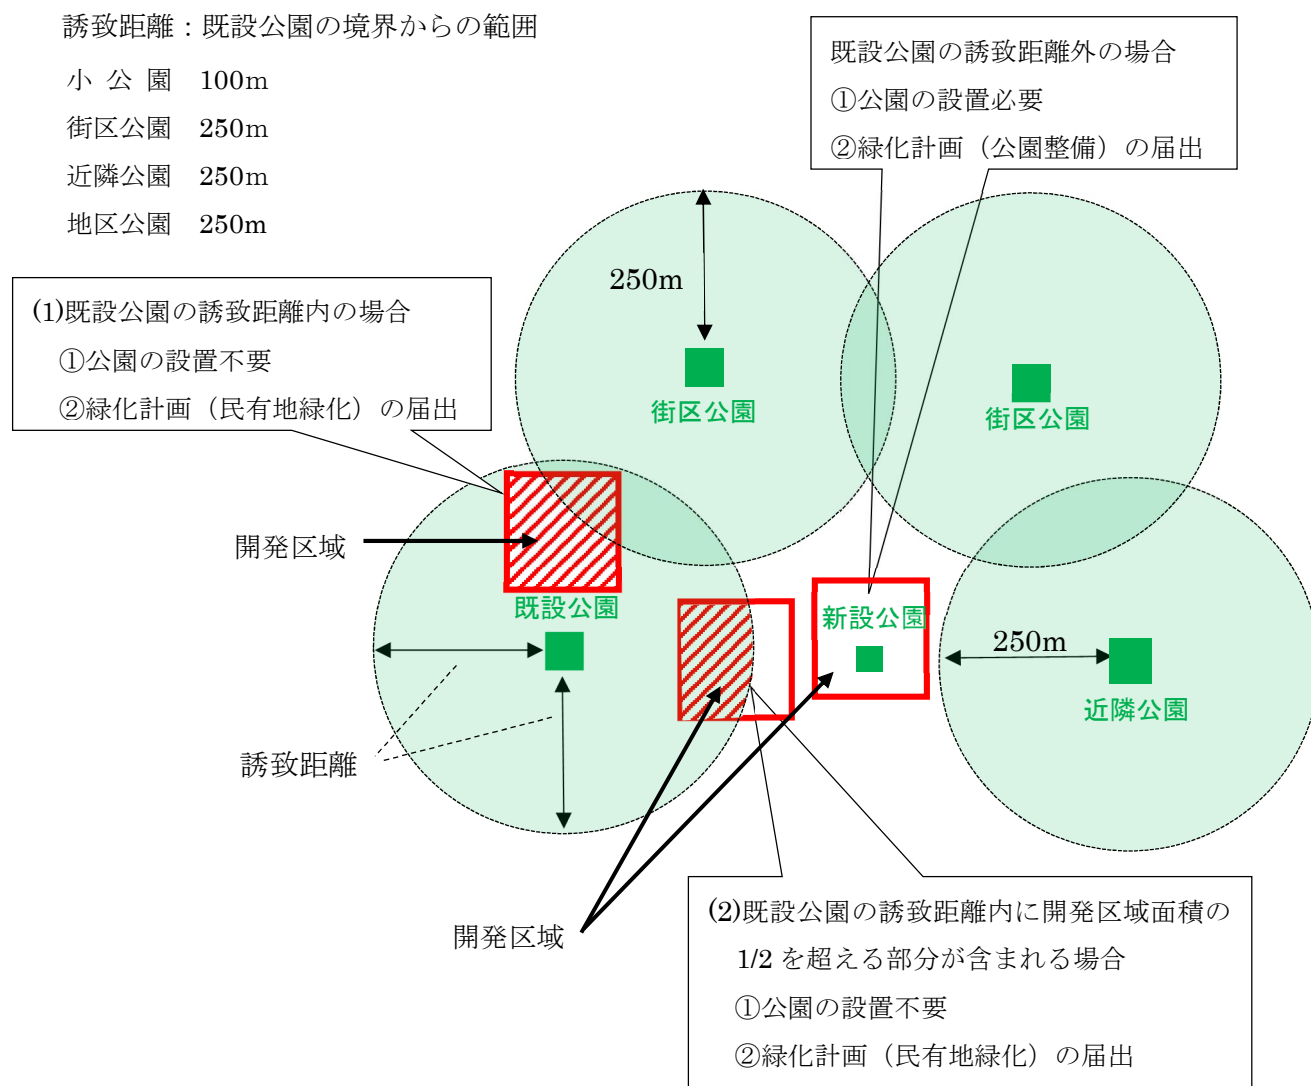 誘致距離：既設公園の境界からの範囲
小 公 園　100m
街区公園　250m
近隣公園　250m
地区公園　250m
既設公園の誘致距離外の場合
①公園の設置必要
②緑化計画（公園整備）の届出
(1)既設公園の誘致距離内の場合
①公園の設置不要
②緑化計画（民有地緑化）の届出
250m
街区公園
街区公園
開発区域
既設公園
新設公園
250m
近隣公園
誘致距離
開発区域
(2)既設公園の誘致距離内に開発区域面積の
1/2 を超える部分が含まれる場合
①公園の設置不要
②緑化計画（民有地緑化）の届出